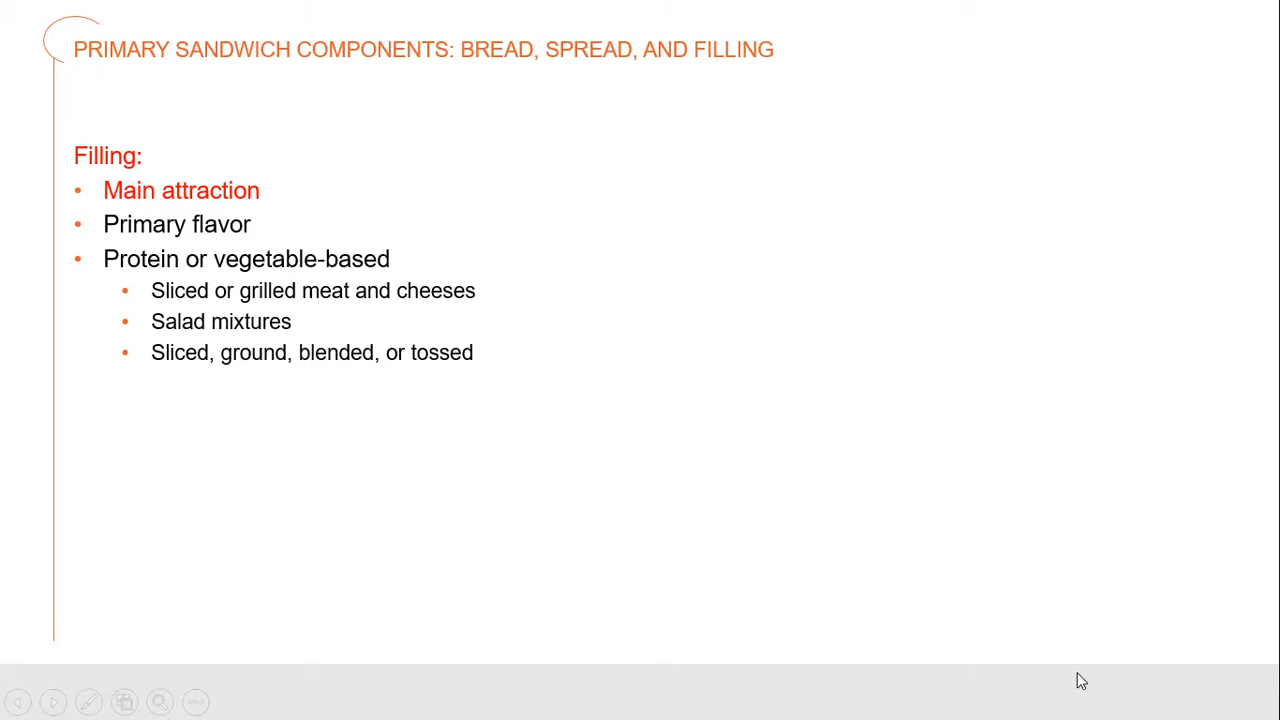 PRIMARY SANDWICH COMPONENTS: BREAD, SPREAD, AND FILLING
Filling:
• Main attraction
• Primary flavor
• Protein or vegetable-based
• Sliced or grilled meat and cheeses
• Salad mixtures
• Sliced, ground, blended, or tossed